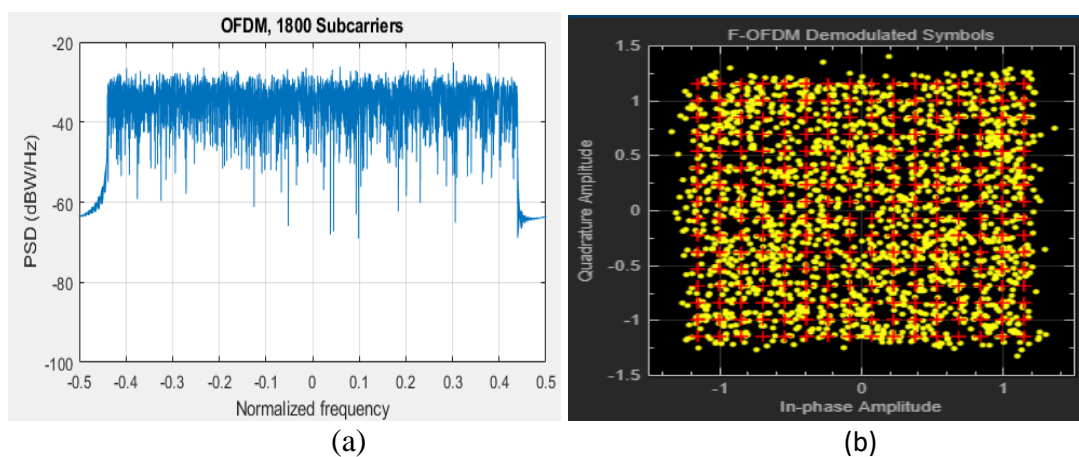 OFDM, 1800 Subcarriers
PSD (dBW/Hz)
-20
-40
-60
-80
-100
-0.5 -0.4 -0.3 -0.2 -0.1 0 0.1 0.2 0.3 0.4 0.5
Normalized frequency
(a)
F-OFDM Demodulated Symbols
Quadrature Amplitude
1.5
1
0.5
0
-0.5
-1
-1.5
-1 0 1
In-phase Amplitude
(b)